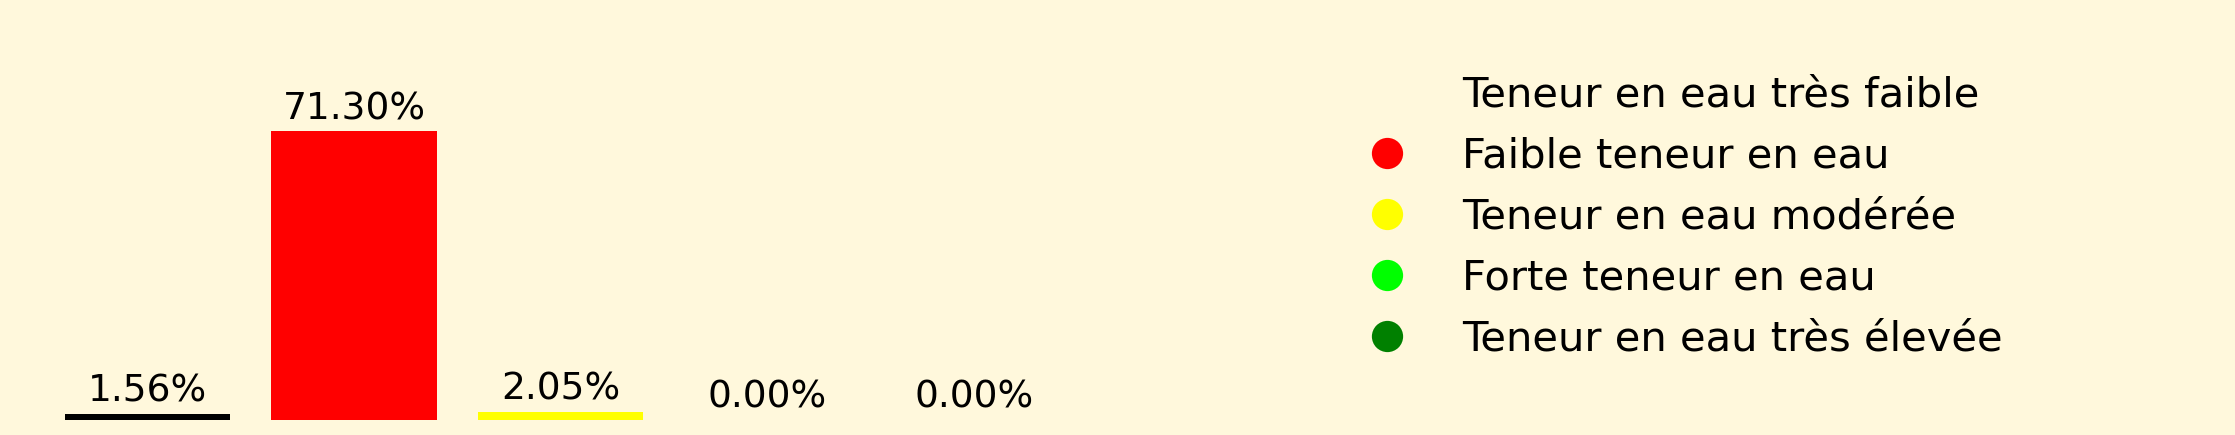 71.30%
1.56%
2.05%
0.00%
0.00%
Teneur en eau très faible
Faible teneur en eau
Teneur en eau modérée
Forte teneur en eau
Teneur en eau très élevée